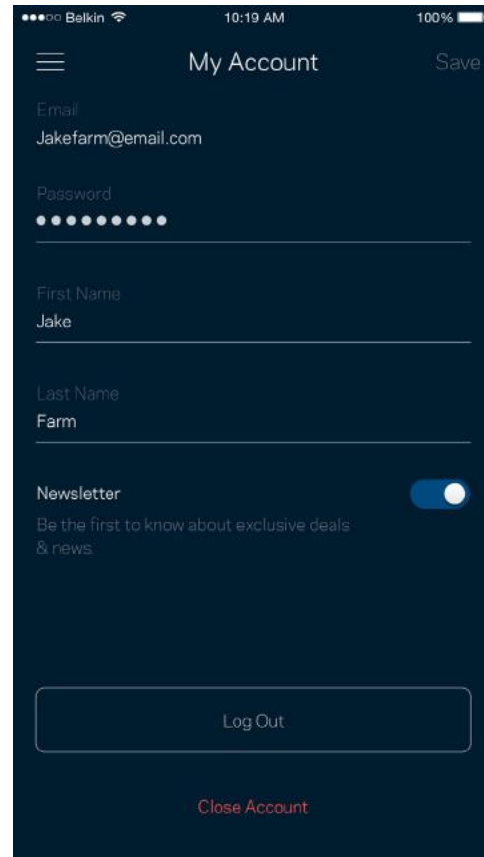 Belkin 10:19 AM 100%
My Account Save
Email
Jakefarm@email.com
Password
First Name
Jake
Last Name
Farm
Newsletter
Be the first to know about exclusive deals
& news.
Log Out
Close Account